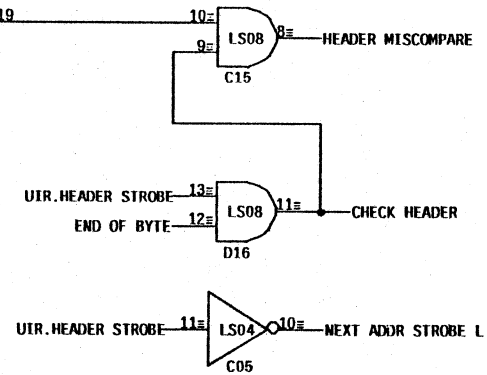 19
10
9
LS08
8
HEADER MISCOMPARE
C15
UIR.HEADER STROBE
13
END OF BYTE
12
LS08
11
CHECK HEADER
D16
UIR.HEADER STROBE
11
LS04
10
NEXT ADDR STROBE L
C05